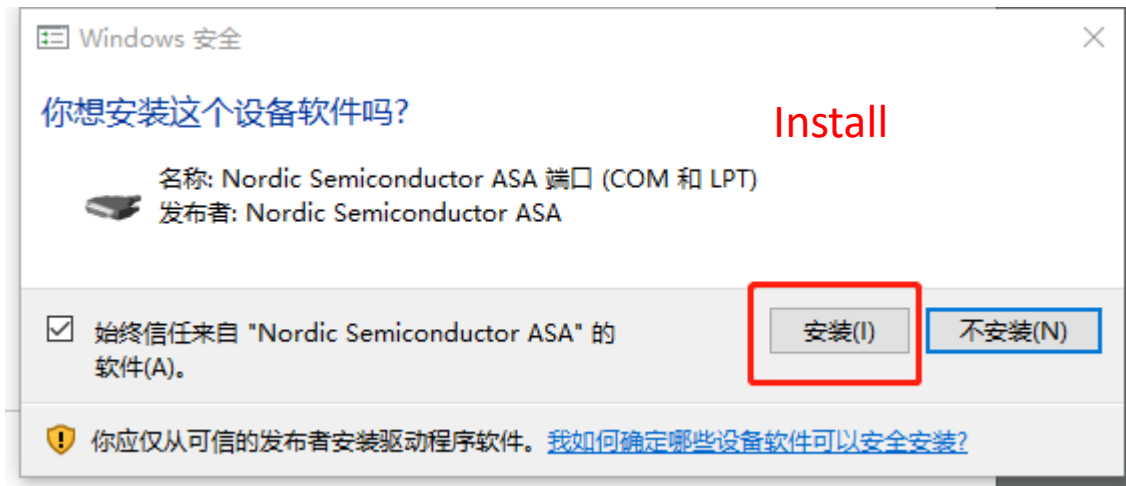 Windows 安全
你想安装这个设备软件吗?
Install
名称: Nordic Semiconductor ASA 端口 (COM 和 LPT)
发布者: Nordic Semiconductor ASA
始终信任来自 "Nordic Semiconductor ASA" 的
软件(A)。
安装(I)
不安装(N)
你应仅从可信的发布者安装驱动程序软件。我如何确定哪些设备软件可以安全安装?